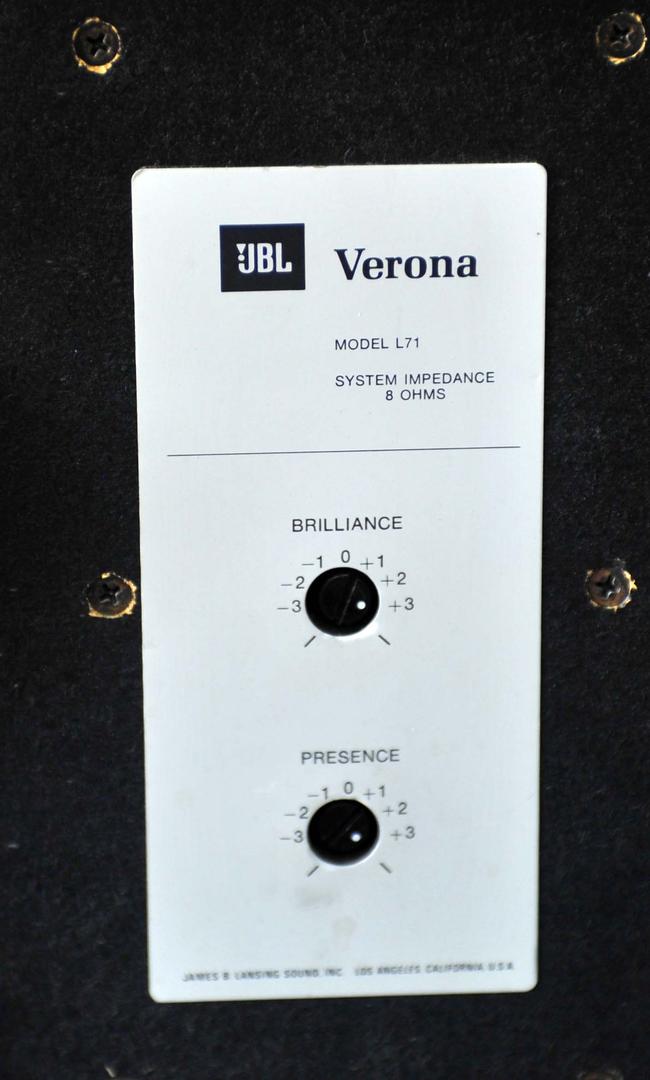 JBL Verona
MODEL L71
SYSTEM IMPEDANCE
8 OHMS
BRILLIANCE
−3 −2 −1 0 +1 +2 +3
PRESENCE
−3 −2 −1 0 +1 +2 +3
JAMES B LANSING SOUND, INC. LOS ANGELES, CALIFORNIA, U.S.A.